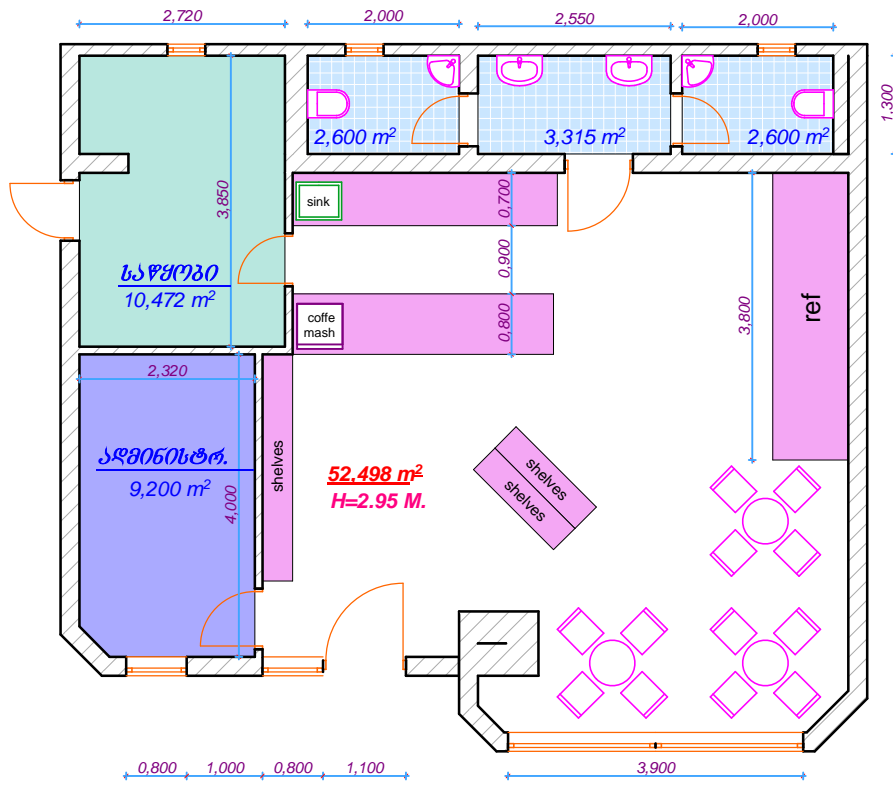 2,720
2,000
2,550
2,000
1.300
2,600 m²
3,315 m²
2,600 m²
3,850
sink
0,700
0,900
0,800
coffe
mash
საწყობი
10,472 m²
3,800
ref
2,320
ადმინისტრ.
9,200 m²
4,000
shelves
52,498 m²
H=2.95 M.
shelves
shelves
0,800
1,000
0,800
1,100
3,900